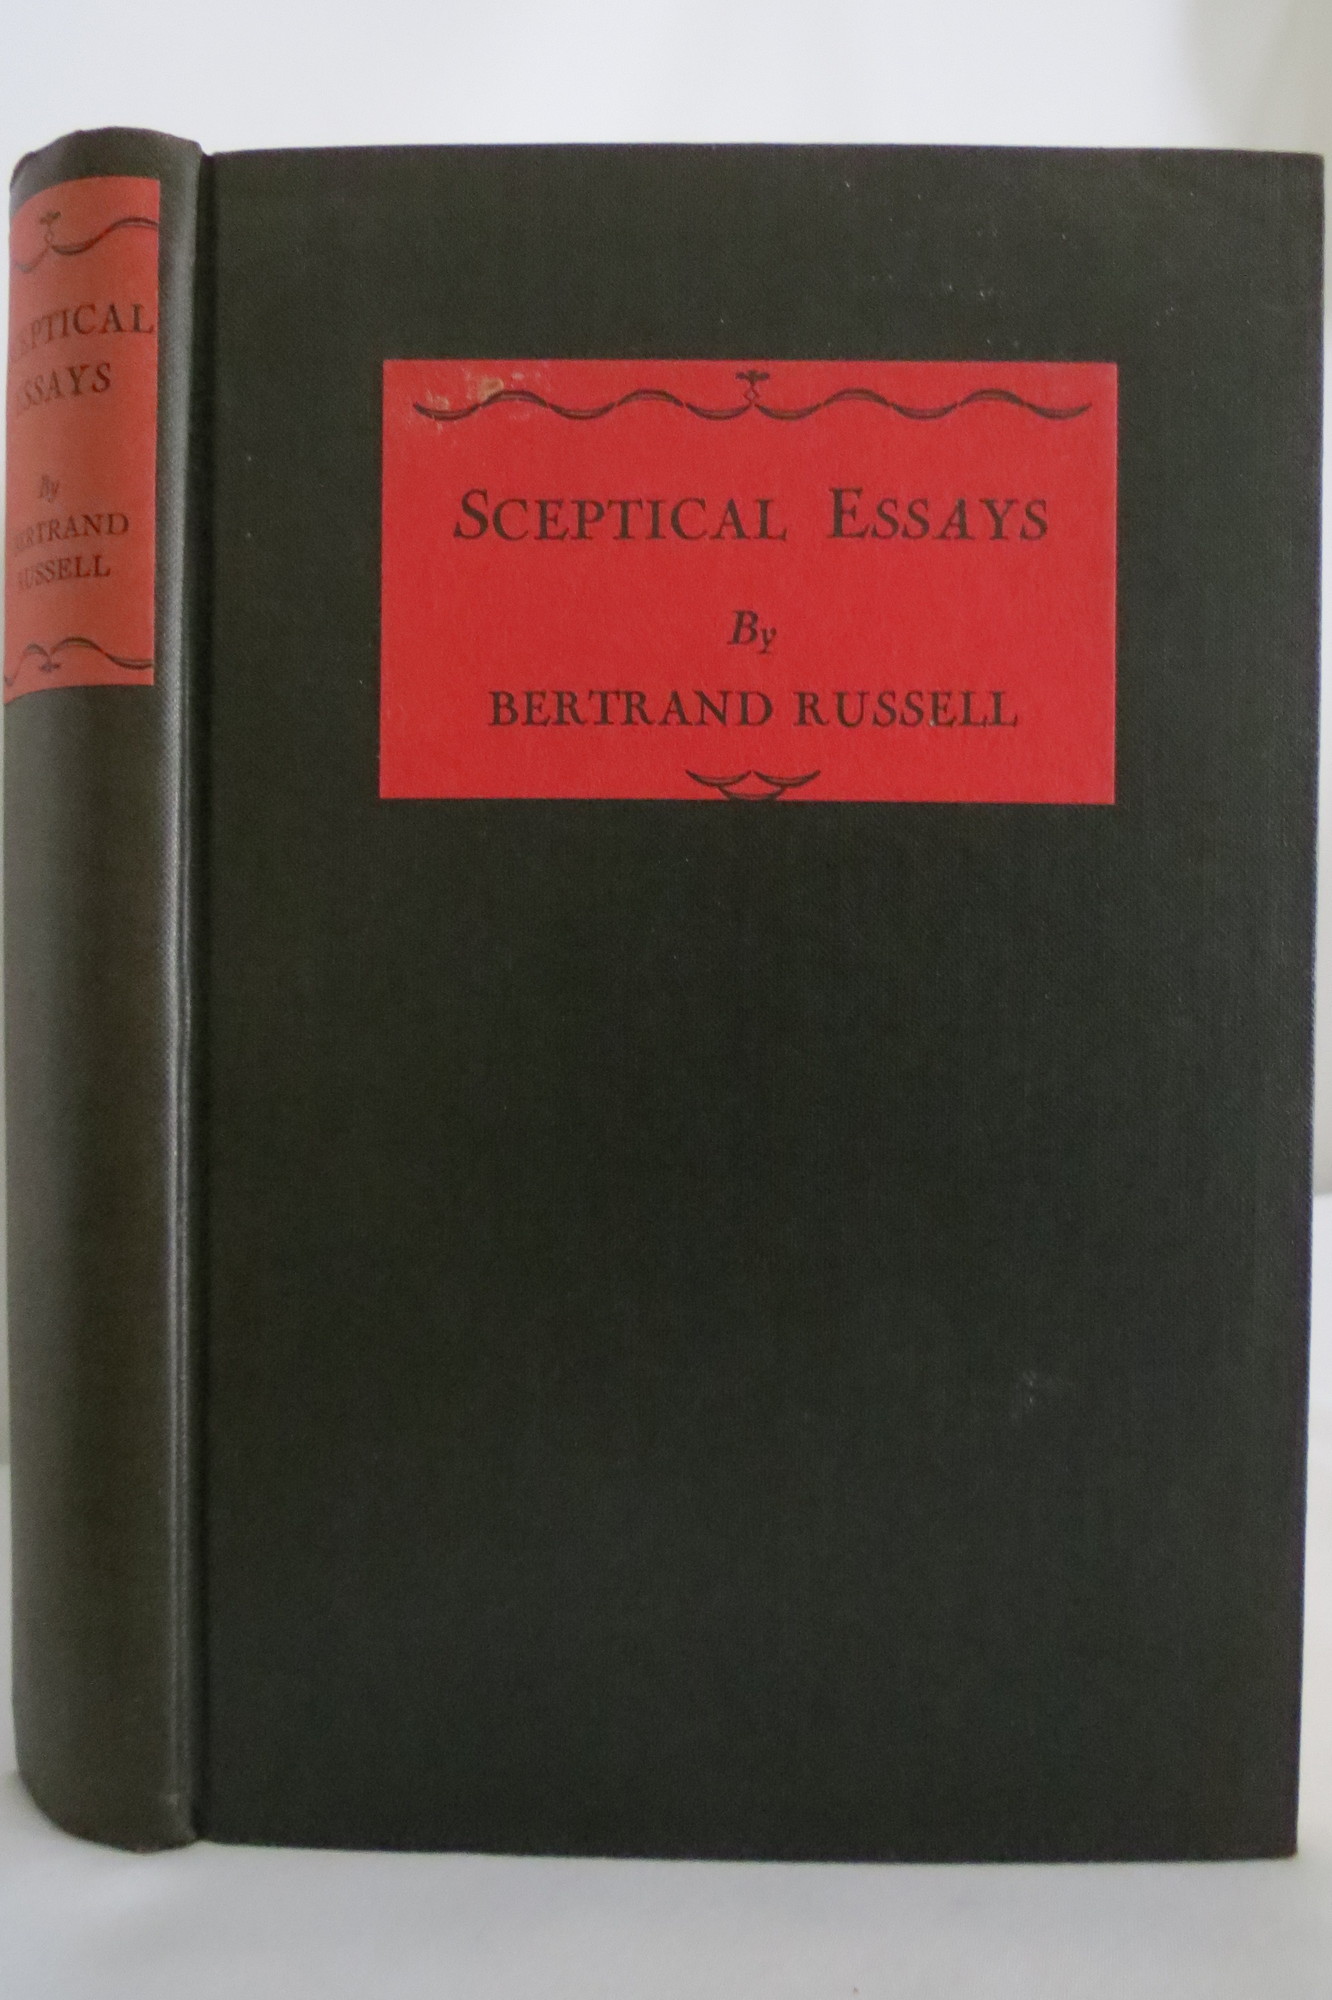 SCEPTICAL ESSAYS
By
BERTRAND RUSSELL
SCEPTICAL
ESSAYS
By
BERTRAND
RUSSELL